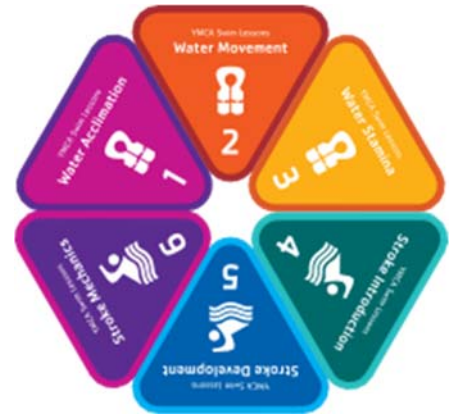 YMCA Swim Lessons
Water Acclimation
1
YMCA Swim Lessons
Water Movement
2
YMCA Swim Lessons
Water Stamina
3
YMCA Swim Lessons
Stroke Introduction
4
YMCA Swim Lessons
Stroke Development
5
YMCA Swim Lessons
Stroke Mechanics
6